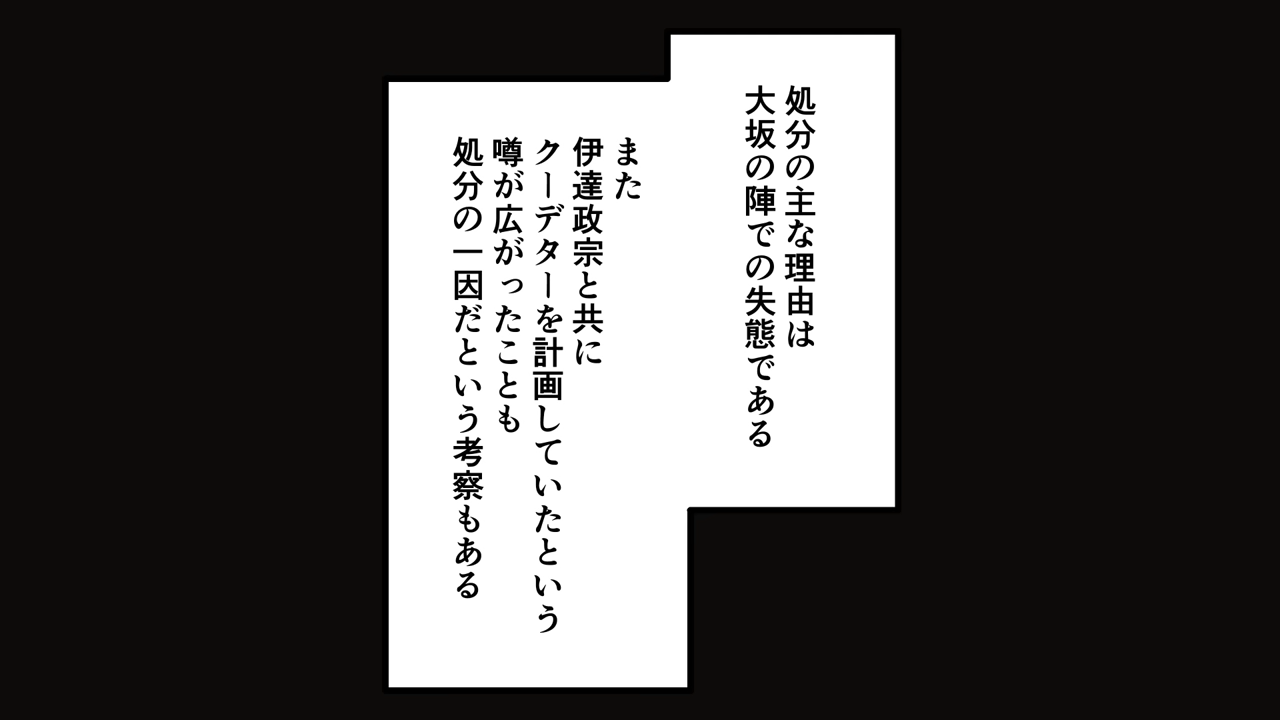 処分の主な理由は
大坂の陣での失態である
また
伊達政宗と共に
クーデターを計画していたという
噂が広がったことも
処分の一因だという考察もある